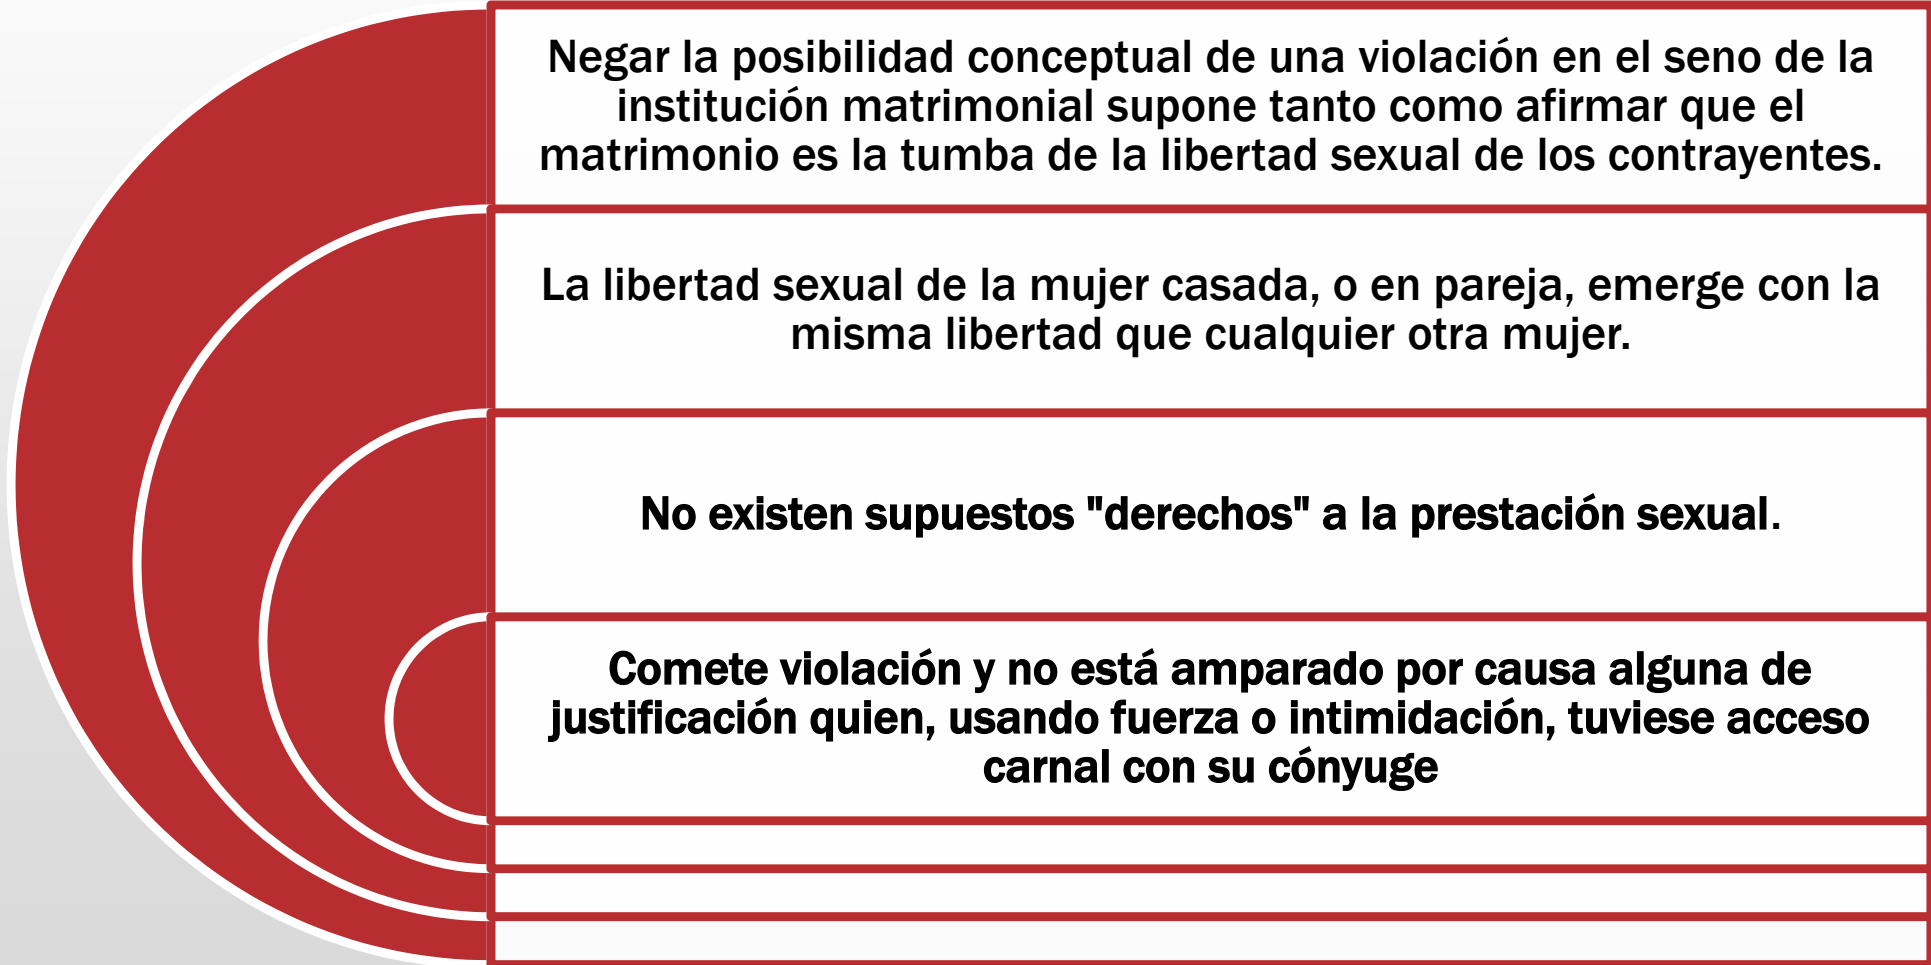 Negar la posibilidad conceptual de una violación en el seno de la
institución matrimonial supone tanto como afirmar que el
matrimonio es la tumba de la libertad sexual de los contrayentes.
La libertad sexual de la mujer casada, o en pareja, emerge con la
misma libertad que cualquier otra mujer.
No existen supuestos "derechos" a la prestación sexual.
Comete violación y no está amparado por causa alguna de
justificación quien, usando fuerza o intimidación, tuviese acceso
carnal con su cónyuge